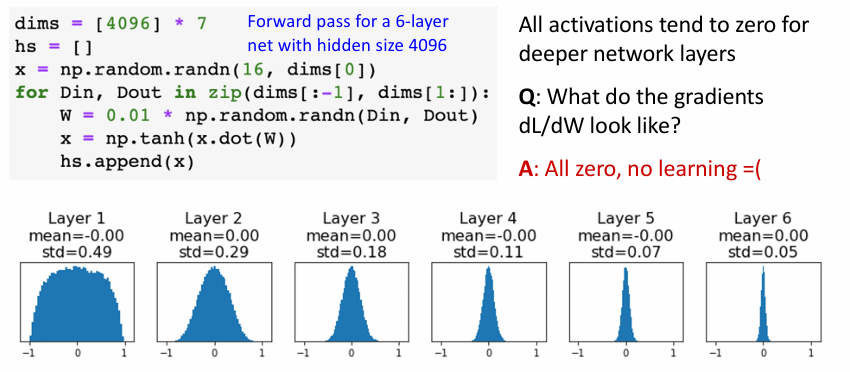 dims = [4096] * 7
hs = []
x = np.random.randn(16, dims[0])
for Din, Dout in zip(dims[:-1], dims[1:]):
    W = 0.01 * np.random.randn(Din, Dout)
    x = np.tanh(x.dot(W))
    hs.append(x)
Forward pass for a 6-layer
net with hidden size 4096
All activations tend to zero for
deeper network layers
Q: What do the gradients
dL/dW look like?
A: All zero, no learning =(
Layer 1
mean=-0.00
std=0.49
-1 0 1
Layer 2
mean=0.00
std=0.29
-1 0 1
Layer 3
mean=0.00
std=0.18
-1 0 1
Layer 4
mean=-0.00
std=0.11
-1 0 1
Layer 5
mean=-0.00
std=0.07
-1 0 1
Layer 6
mean=0.00
std=0.05
-1 0 1